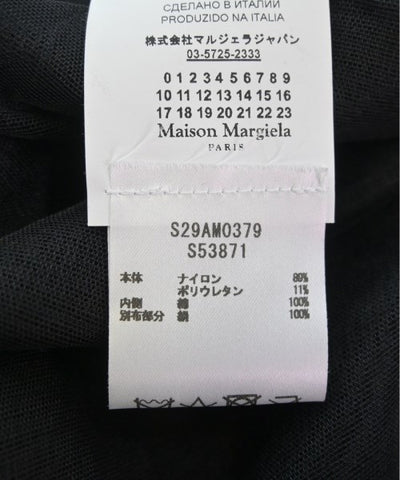 СДЕЛАНО В ИТАЛИИ
PRODUZIDO NA ITALIA
株式会社マルジェラジャパン
03-5725-2333
0 1 2 3 4 5 6 7 8 9
10 11 12 13 14 15 16
17 18 19 20 21 22 23
Maison Margiela
PARIS
S29AM0379
S53871
本体 ナイロン 89%
ポリウレタン 11%
内側 綿 100%
別布部分 絹 100%